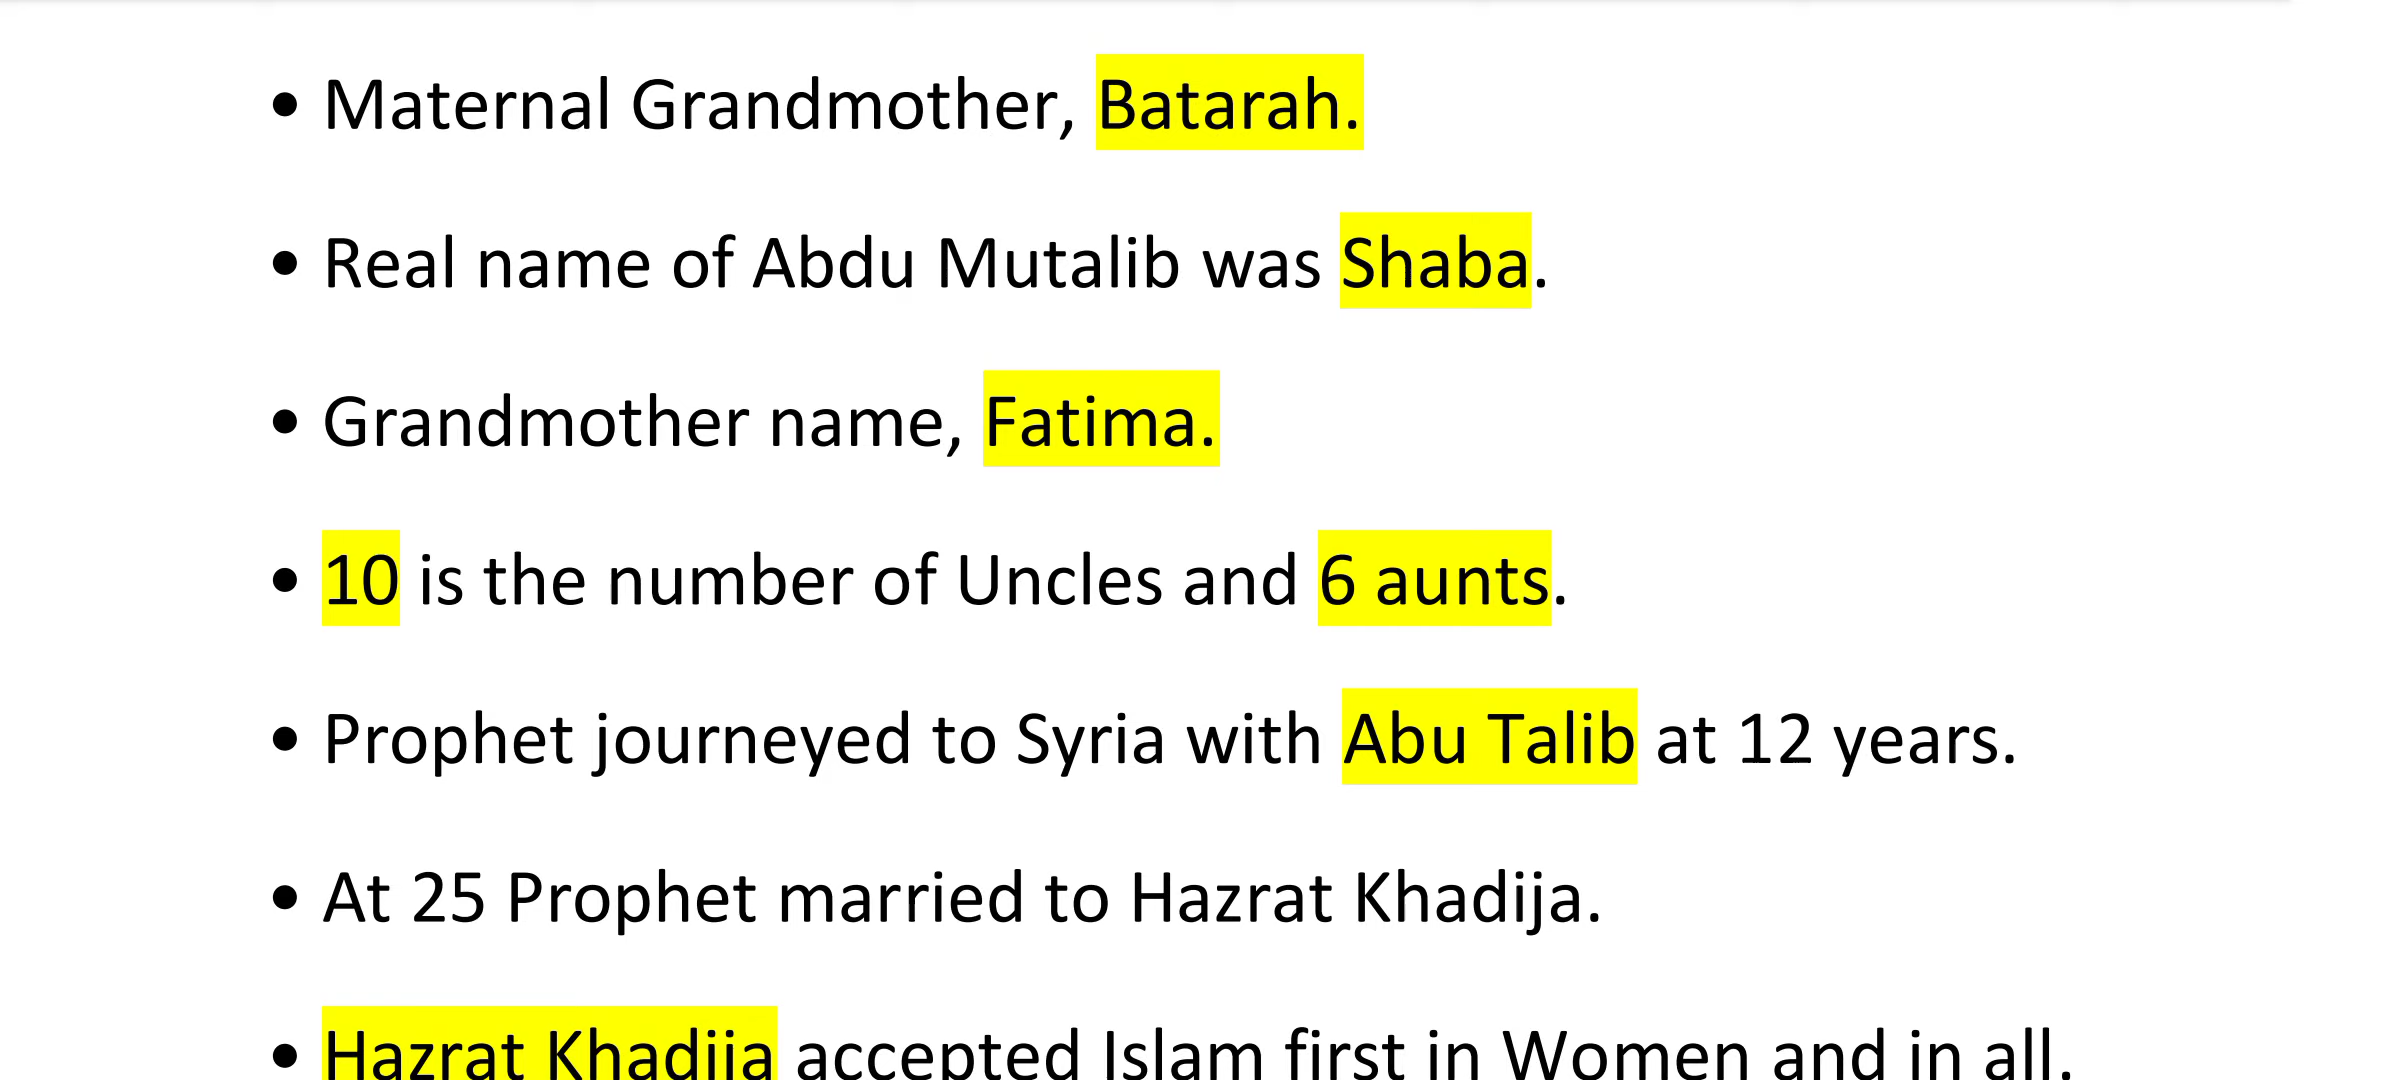 • Maternal Grandmother, Batarah.
• Real name of Abdu Mutalib was Shaba.
• Grandmother name, Fatima.
• 10 is the number of Uncles and 6 aunts.
• Prophet journeyed to Syria with Abu Talib at 12 years.
• At 25 Prophet married to Hazrat Khadija.
• Hazrat Khadija accepted Islam first in Women and in all.